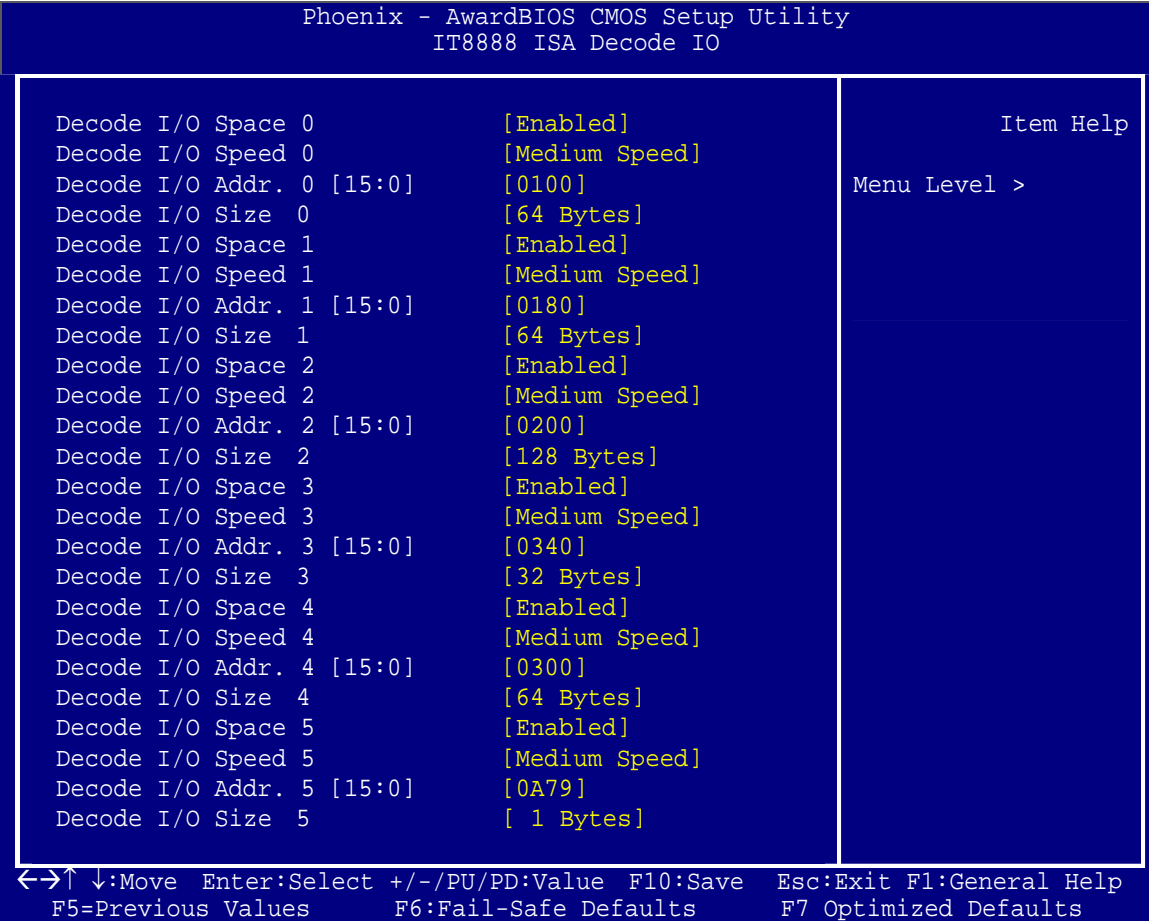 Phoenix - AwardBIOS CMOS Setup Utility
IT8888 ISA Decode IO
Decode I/O Space 0 [Enabled] Item Help
Decode I/O Speed 0 [Medium Speed]
Decode I/O Addr. 0 [15:0] [0100] Menu Level >
Decode I/O Size 0 [64 Bytes]
Decode I/O Space 1 [Enabled]
Decode I/O Speed 1 [Medium Speed]
Decode I/O Addr. 1 [15:0] [0180]
Decode I/O Size 1 [64 Bytes]
Decode I/O Space 2 [Enabled]
Decode I/O Speed 2 [Medium Speed]
Decode I/O Addr. 2 [15:0] [0200]
Decode I/O Size 2 [128 Bytes]
Decode I/O Space 3 [Enabled]
Decode I/O Speed 3 [Medium Speed]
Decode I/O Addr. 3 [15:0] [0340]
Decode I/O Size 3 [32 Bytes]
Decode I/O Space 4 [Enabled]
Decode I/O Speed 4 [Medium Speed]
Decode I/O Addr. 4 [15:0] [0300]
Decode I/O Size 4 [64 Bytes]
Decode I/O Space 5 [Enabled]
Decode I/O Speed 5 [Medium Speed]
Decode I/O Addr. 5 [15:0] [0A79]
Decode I/O Size 5 [ 1 Bytes]
←→↑ ↓:Move Enter:Select +/-/PU/PD:Value F10:Save Esc:Exit F1:General Help
F5=Previous Values F6:Fail-Safe Defaults F7 Optimized Defaults